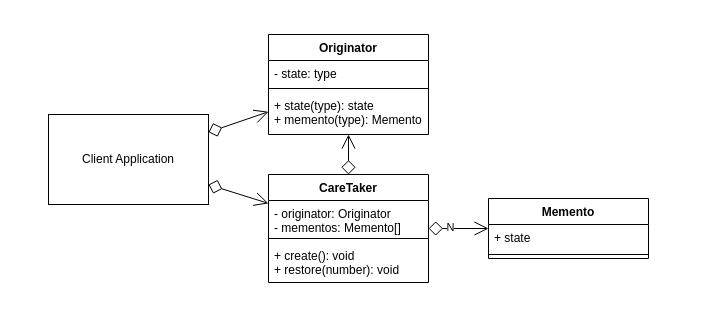 Originator
- state: type
+ state(type): state
+ memento(type): Memento
Client Application
CareTaker
- originator: Originator
- mementos: Memento[]
+ create(): void
+ restore(number): void
N
Memento
+ state